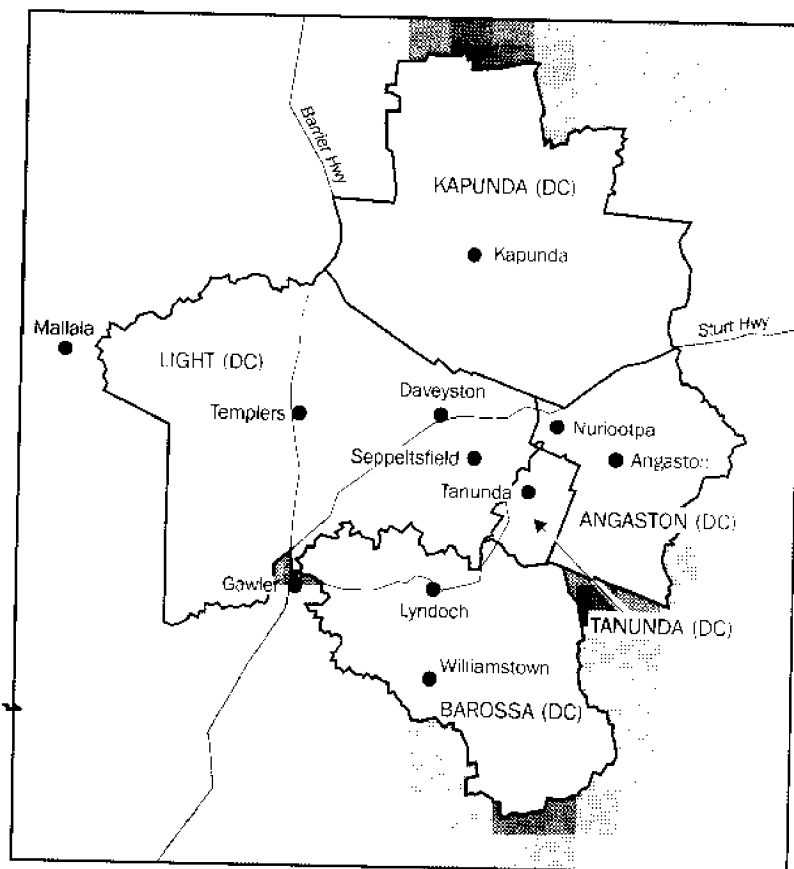 Barrier Hwy
KAPUNDA (DC)
Kapunda
Mallala
Sturt Hwy
LIGHT (DC)
Daveyston
Templers
Nuriootpa
Seppeltsfield
Angaston
Tanunda
ANGASTON (DC)
Gawler
Lyndoch
TANUNDA (DC)
Williamstown
BAROSSA (DC)